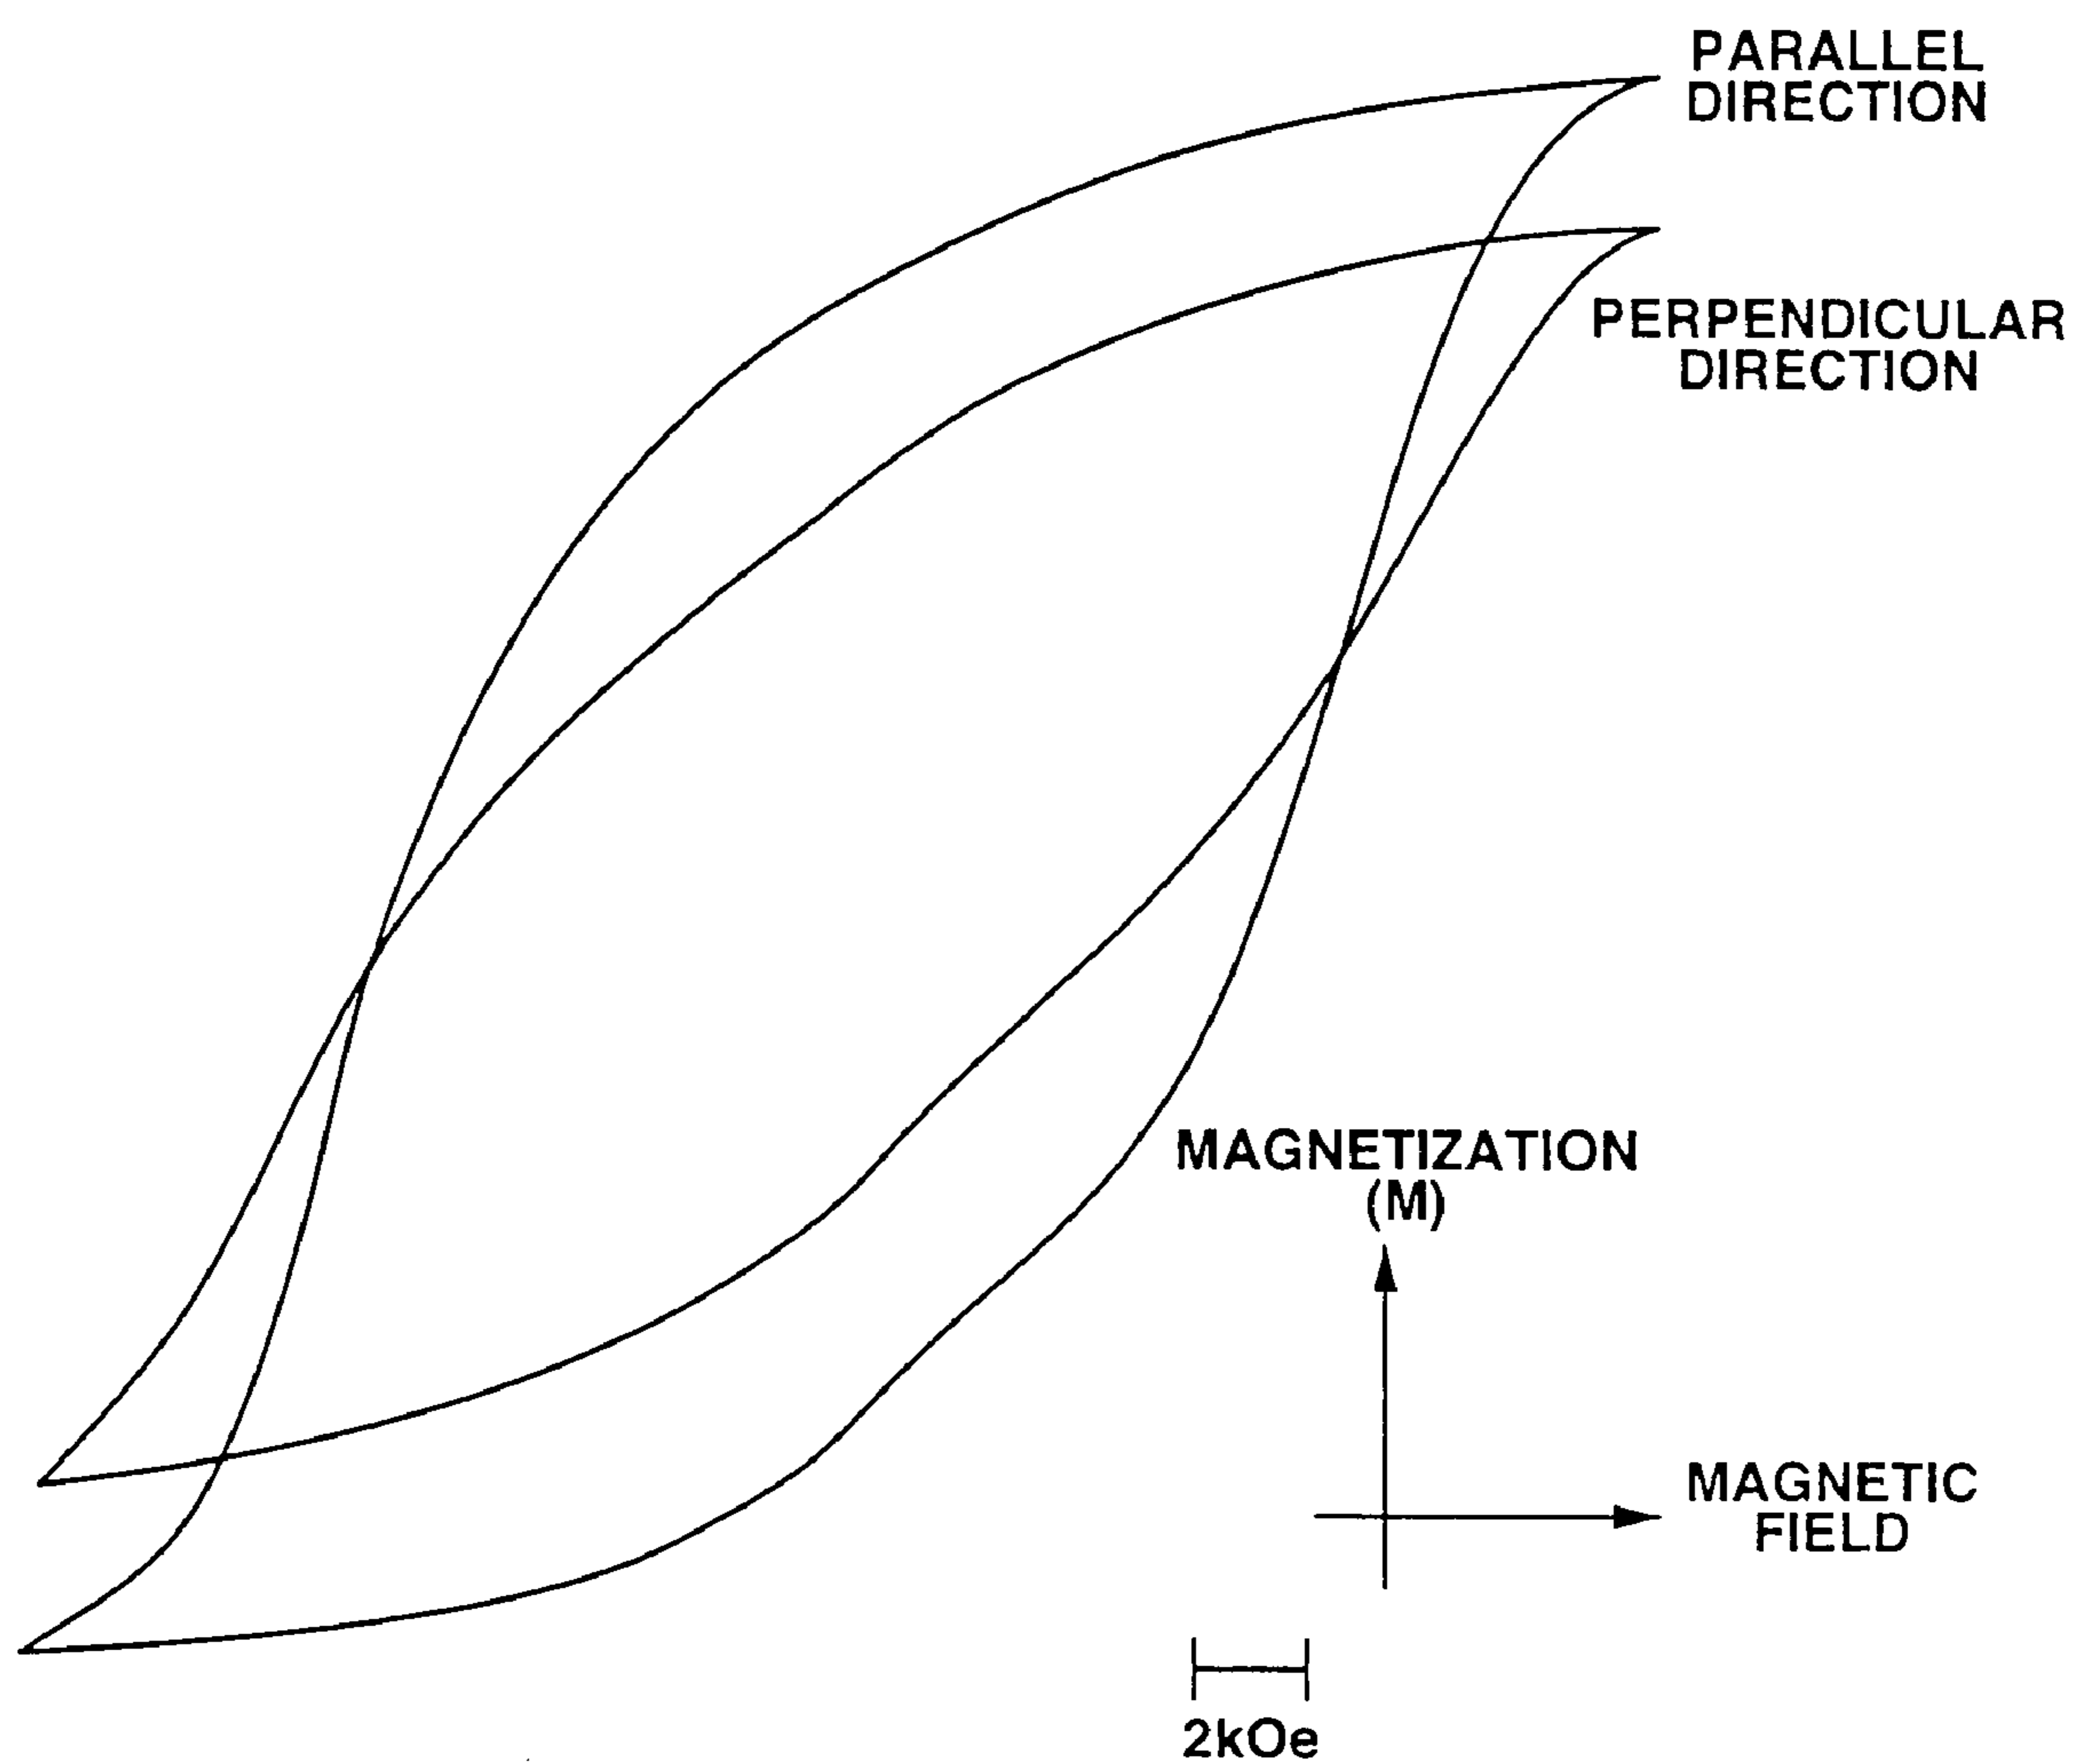 PARALLEL
DIRECTION
PERPENDICULAR
DIRECTION
MAGNETIZATION
(M)
MAGNETIC
FIELD
2kOe